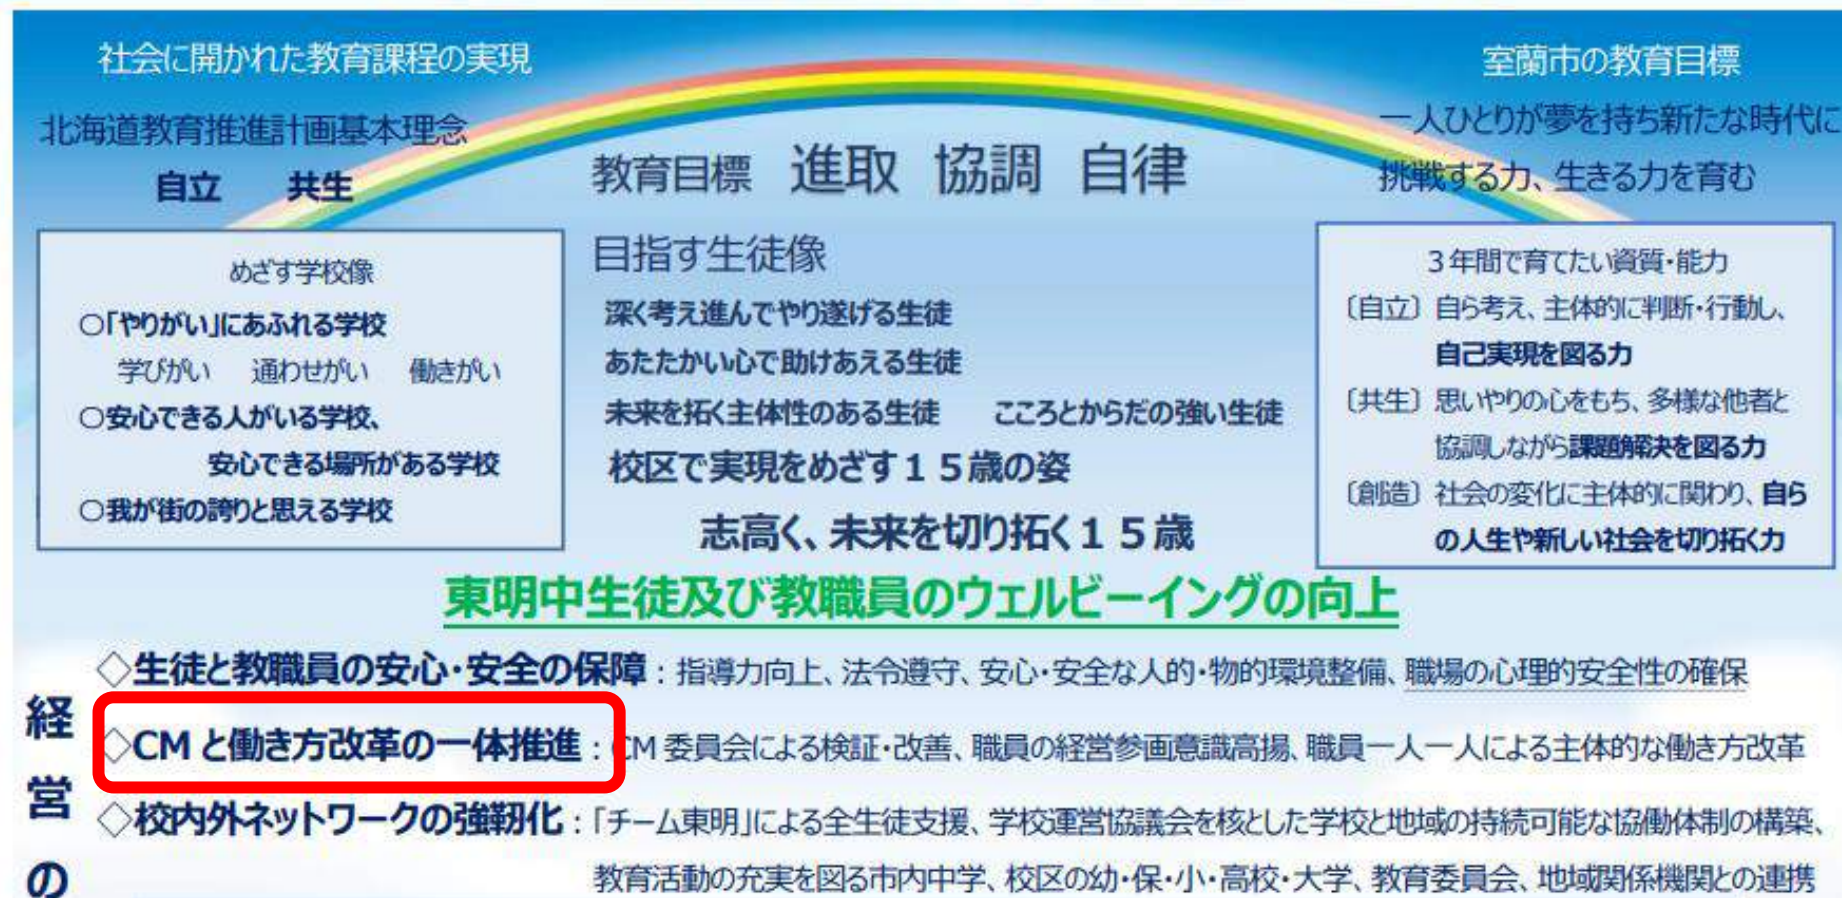 社会に開かれた教育課程の実現
北海道教育推進計画基本理念
自立 共生
教育目標 進取 協調 自律
室蘭市の教育目標
一人ひとりが夢を持ち新たな時代に
挑戦する力、生きる力を育む
めざす学校像
○「やりがい」にあふれる学校
学びがい 通わせがい 働きがい
○安心できる人がいる学校、
安心できる場所がある学校
○我が街の誇りと思える学校
目指す生徒像
深く考え進んでやり遂げる生徒
あたたかい心で助けあえる生徒
未来を拓く主体性のある生徒 こころとからだの強い生徒
校区で実現をめざす15歳の姿
志高く、未来を切り拓く15歳
3年間で育てたい資質・能力
〔自立〕自ら考え、主体的に判断・行動し、
自己実現を図る力
〔共生〕思いやりの心をもち、多様な他者と
協調しながら課題解決を図る力
〔創造〕社会の変化に主体的に関わり、自ら
の人生や新しい社会を切り拓く力
東明中生徒及び教職員のウェルビーイングの向上
経営の
◇生徒と教職員の安心・安全の保障：指導力向上、法令遵守、安心・安全な人的・物的環境整備、職場の心理的安全性の確保
◇CMと働き方改革の一体推進：CM委員会による検証・改善、職員の経営参画意識高揚、職員一人一人による主体的な働き方改革
◇校内外ネットワークの強靭化：「チーム東明」による全生徒支援、学校運営協議会を核とした学校と地域の持続可能な協働体制の構築、
教育活動の充実を図る市内中学、校区の幼・保・小・高校・大学、教育委員会、地域関係機関との連携